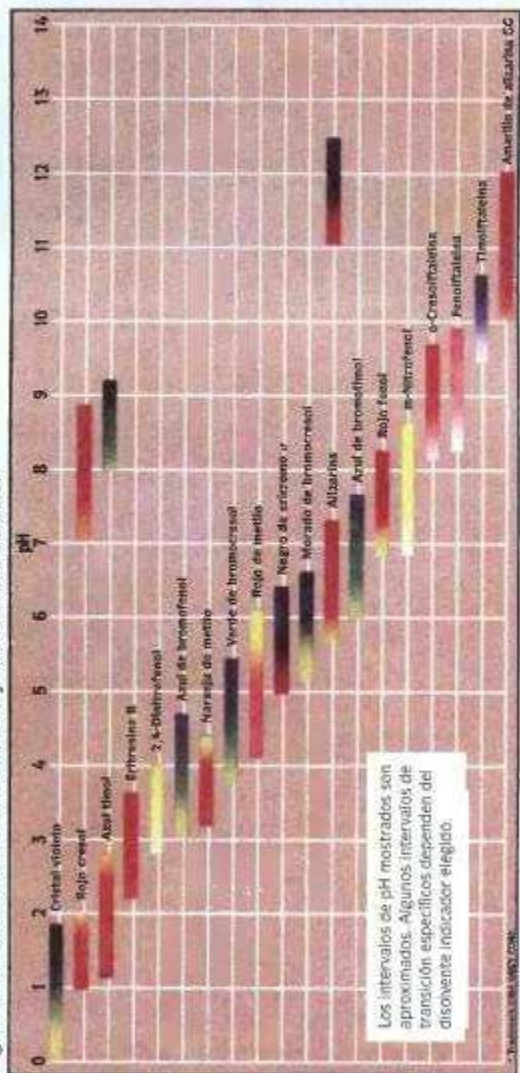 pH
0 1 2 3 4 5 6 7 8 9 10 11 12 13 14
Cristal violeta
Rojo cresol
Azul timol
Eritrosina B
2,4-Dinitrofenol
Azul de bromofenol
Naranja de metilo
Verde de bromocresol
Rojo de metilo
Negro de ericromo
Morado de bromocresol
Alizarina
Azul de bromofimol
Rojo fenol
m-Nitrofenol
o-Cresolftaleína
Fenolftaleína
Timolftaleína
Amarillo de alizarina GG
Los intervalos de pH mostrados son
aproximados. Algunos intervalos de
transición específicos dependen del
disolvente indicador elegido.